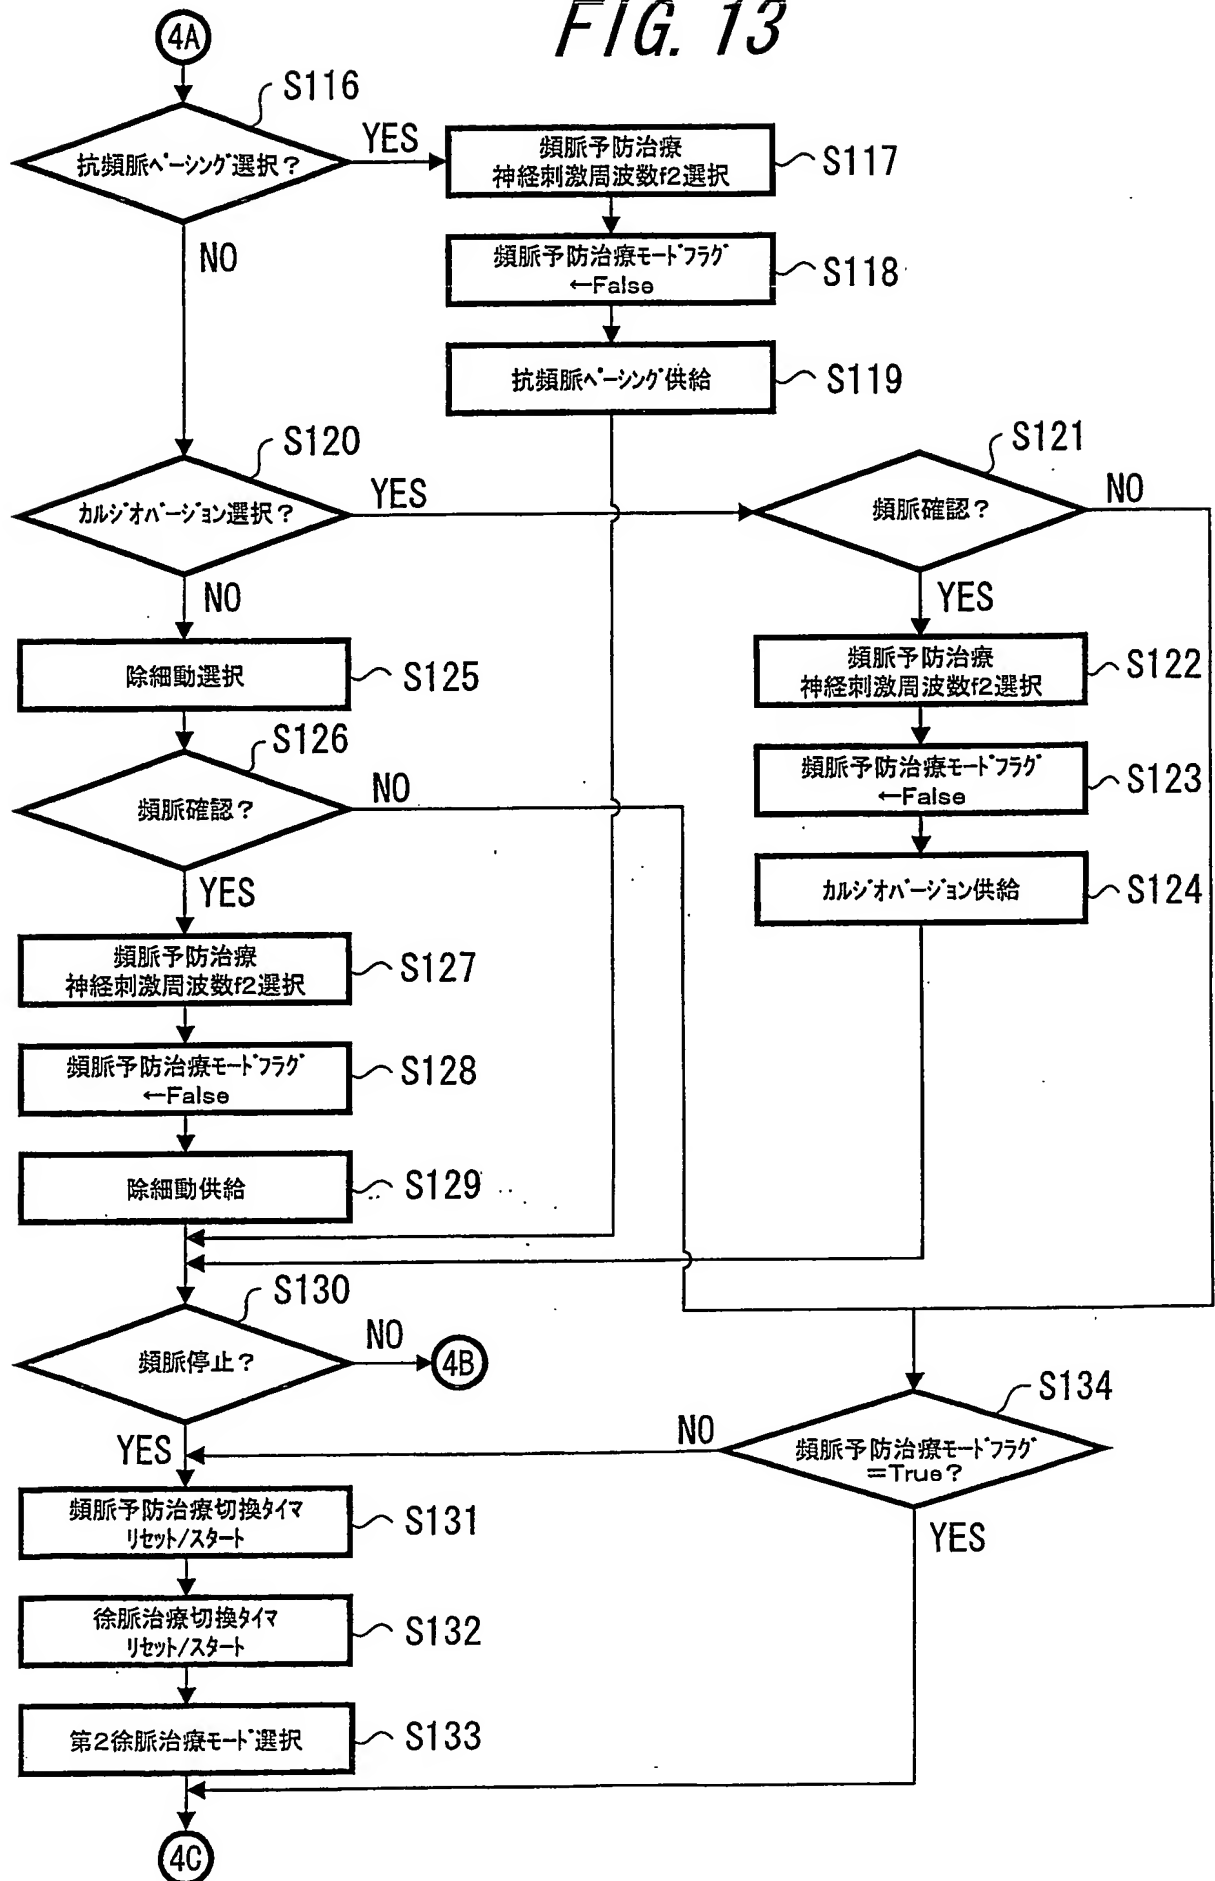 FIG. 13
4A
S116
抗頻脈ペーシング選択？
YES
NO
頻脈予防治療
神経刺激周波数f2選択
S117
頻脈予防治療モードフラグ
←False
S118
抗頻脈ペーシング供給
S119
S120
カルジオバージョン選択？
YES
NO
S121
頻脈確認？
NO
YES
頻脈予防治療
神経刺激周波数f2選択
S122
頻脈予防治療モードフラグ
←False
S123
カルジオバージョン供給
S124
除細動選択
S125
S126
頻脈確認？
NO
YES
頻脈予防治療
神経刺激周波数f2選択
S127
頻脈予防治療モードフラグ
←False
S128
除細動供給
S129
S130
頻脈停止？
NO
4B
YES
S134
頻脈予防治療モードフラグ
＝True？
NO
YES
頻脈予防治療切換タイマ
リセット/スタート
S131
徐脈治療切換タイマ
リセット/スタート
S132
第2徐脈治療モード選択
S133
4C